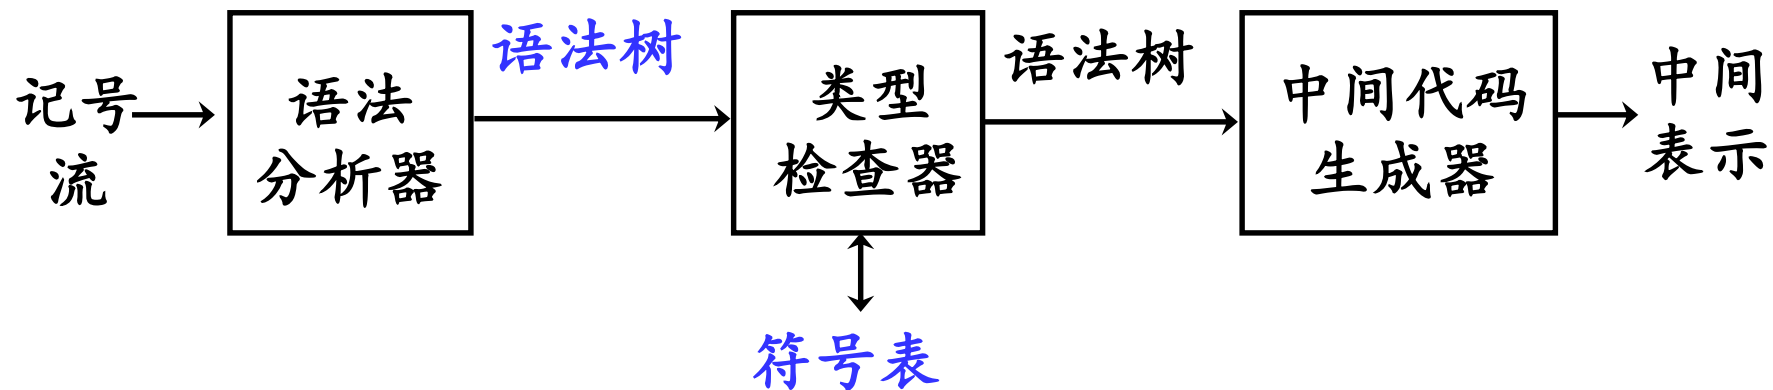 记号
流
语法
分析器
语法树
类型
检查器
语法树
中间代码
生成器
中间
表示
符号表